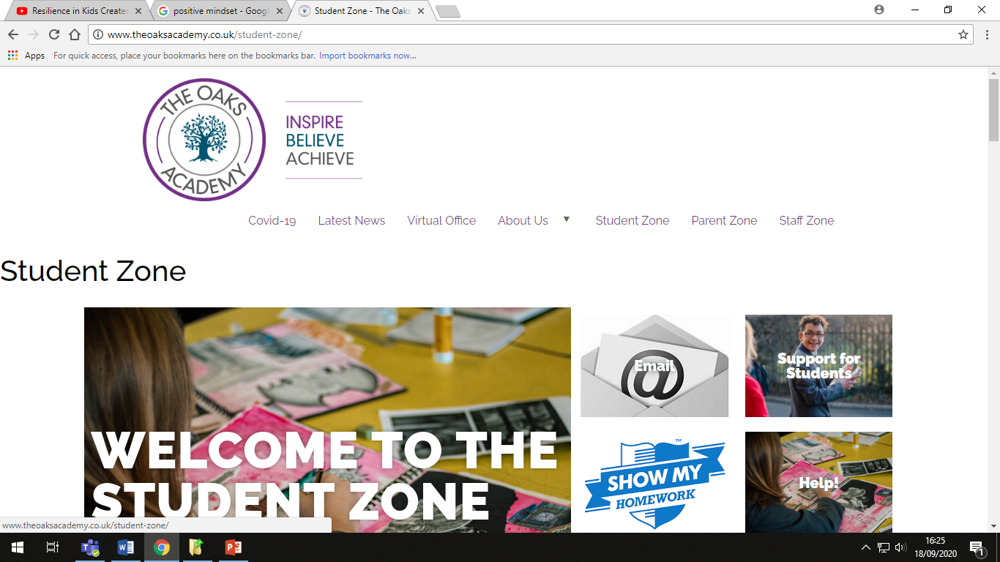 Resilience in Kids Created
positive mindset - Googl
Student Zone - The Oaks
www.theoaksacademy.co.uk/student-zone/
Apps For quick access, place your bookmarks here on the bookmarks bar. Import bookmarks now...
THE OAKS
ACADEMY
INSPIRE
BELIEVE
ACHIEVE
Covid-19 Latest News Virtual Office About Us ▼ Student Zone Parent Zone Staff Zone
Student Zone
WELCOME TO THE
STUDENT ZONE
Email
@
Support for
Students
SHOW MY
HOMEWORK
™
Help!
www.theoaksacademy.co.uk/student-zone/
16:25
18/09/2020
1